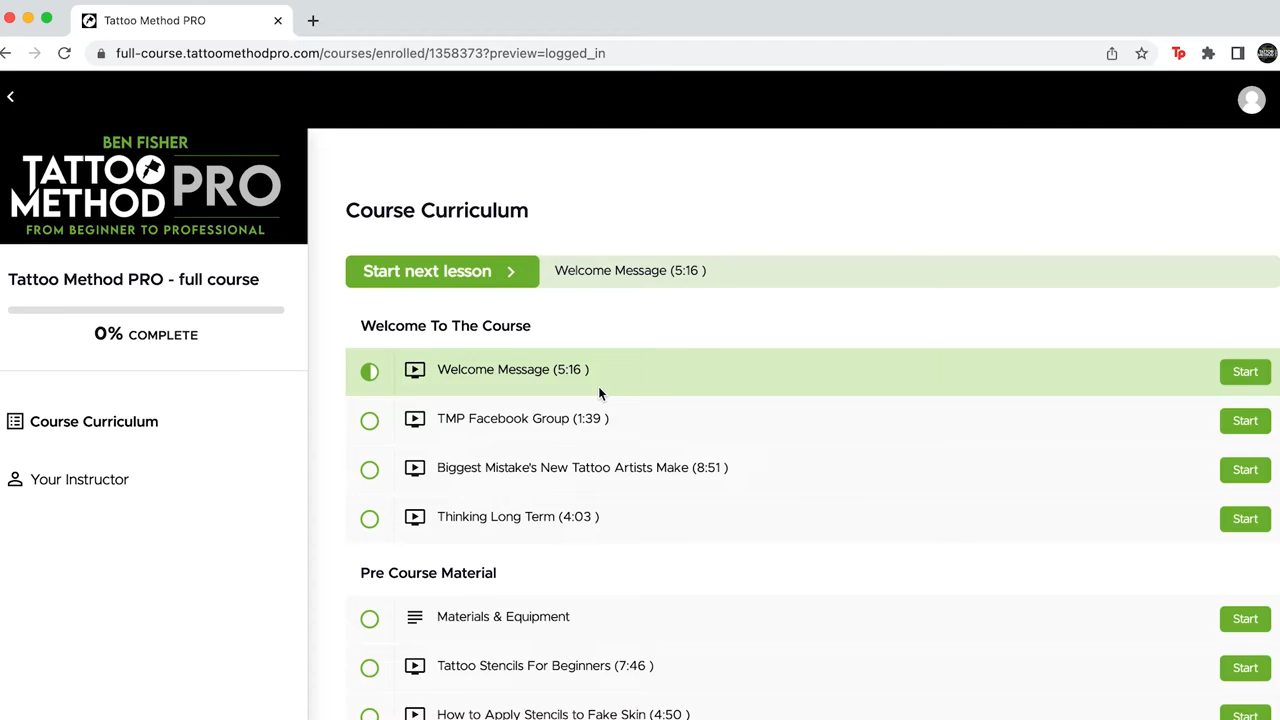 Tattoo Method PRO
full-course.tattoomethodpro.com/courses/enrolled/1358373?preview=logged_in
Tp
BEN FISHER
TATTOO
METHOD
PRO
FROM BEGINNER TO PROFESSIONAL
Tattoo Method PRO - full course
0% COMPLETE
Course Curriculum
Your Instructor
Course Curriculum
Start next lesson
Welcome Message (5:16 )
Welcome To The Course
Welcome Message (5:16 )
Start
TMP Facebook Group (1:39 )
Start
Biggest Mistake's New Tattoo Artists Make (8:51 )
Start
Thinking Long Term (4:03 )
Start
Pre Course Material
Materials & Equipment
Start
Tattoo Stencils For Beginners (7:46 )
Start
How to Apply Stencils to Fake Skin (4:50 )
Start